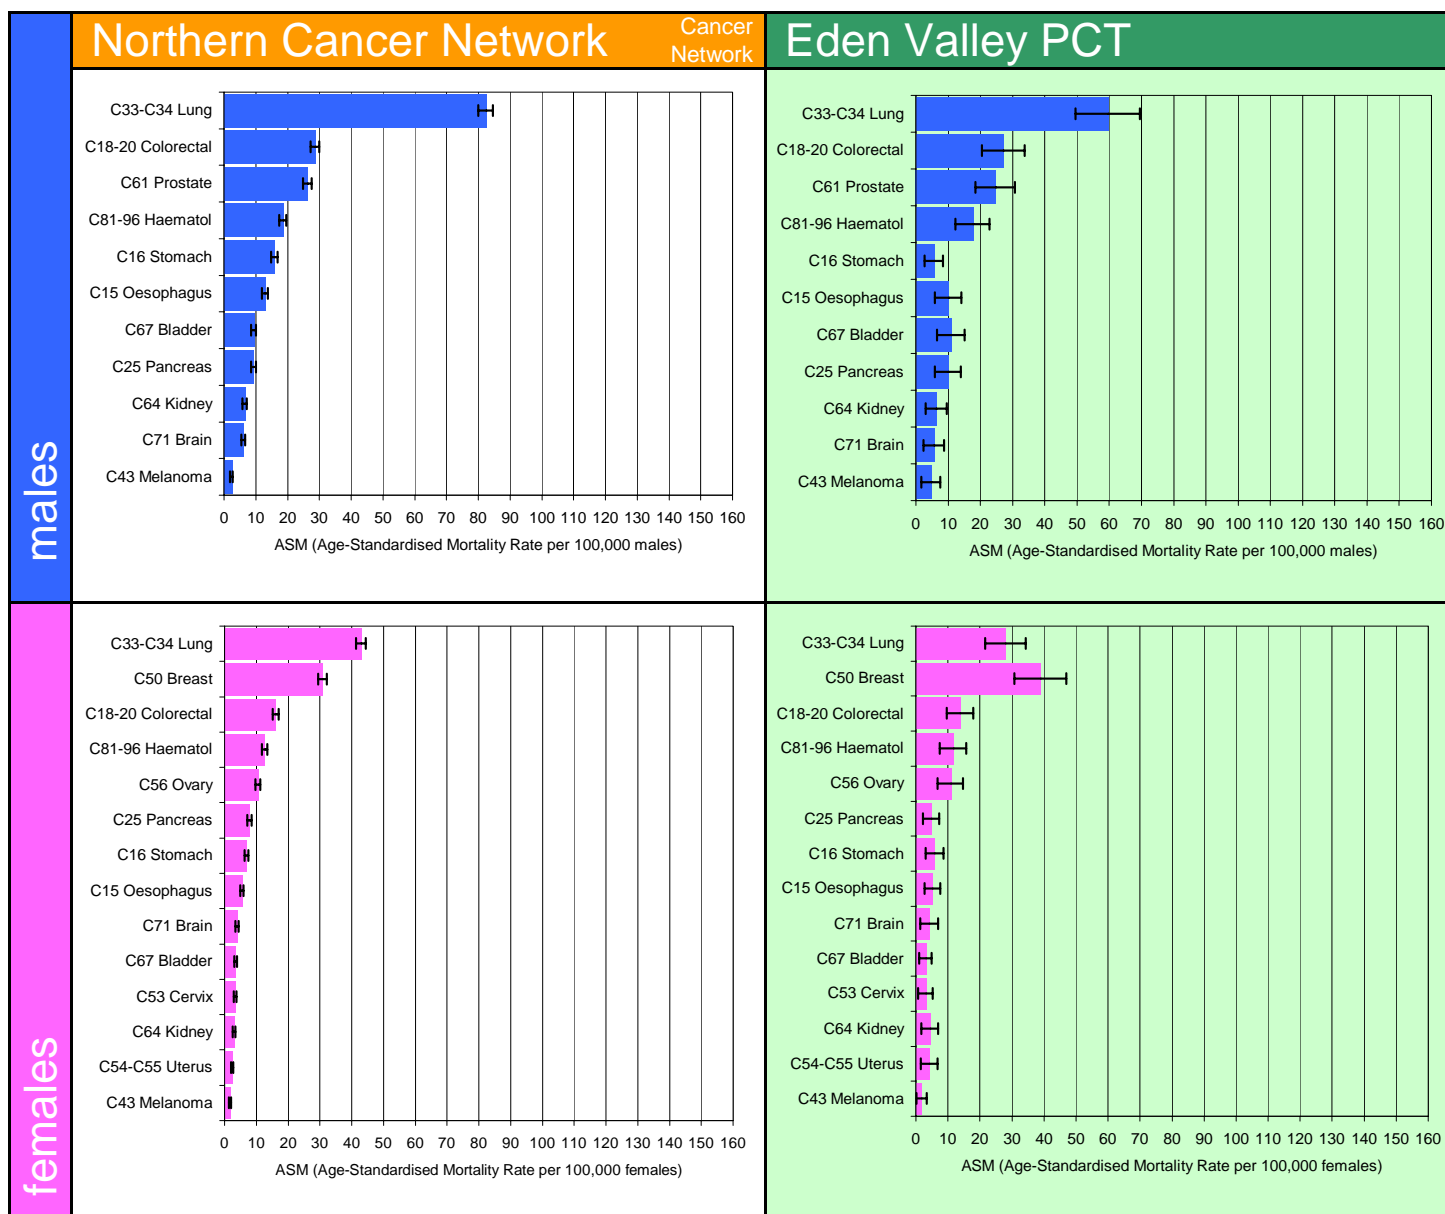 Northern Cancer Network
Cancer
Network
Eden Valley PCT
males
C33-C34 Lung
C18-20 Colorectal
C61 Prostate
C81-96 Haematol
C16 Stomach
C15 Oesophagus
C67 Bladder
C25 Pancreas
C64 Kidney
C71 Brain
C43 Melanoma
0 10 20 30 40 50 60 70 80 90 100 110 120 130 140 150 160
ASM (Age-Standardised Mortality Rate per 100,000 males)
C33-C34 Lung
C18-20 Colorectal
C61 Prostate
C81-96 Haematol
C16 Stomach
C15 Oesophagus
C67 Bladder
C25 Pancreas
C64 Kidney
C71 Brain
C43 Melanoma
0 10 20 30 40 50 60 70 80 90 100 110 120 130 140 150 160
ASM (Age-Standardised Mortality Rate per 100,000 males)
females
C33-C34 Lung
C50 Breast
C18-20 Colorectal
C81-96 Haematol
C56 Ovary
C25 Pancreas
C16 Stomach
C15 Oesophagus
C71 Brain
C67 Bladder
C53 Cervix
C64 Kidney
C54-C55 Uterus
C43 Melanoma
0 10 20 30 40 50 60 70 80 90 100 110 120 130 140 150 160
ASM (Age-Standardised Mortality Rate per 100,000 females)
C33-C34 Lung
C50 Breast
C18-20 Colorectal
C81-96 Haematol
C56 Ovary
C25 Pancreas
C16 Stomach
C15 Oesophagus
C71 Brain
C67 Bladder
C53 Cervix
C64 Kidney
C54-C55 Uterus
C43 Melanoma
0 10 20 30 40 50 60 70 80 90 100 110 120 130 140 150 160
ASM (Age-Standardised Mortality Rate per 100,000 females)